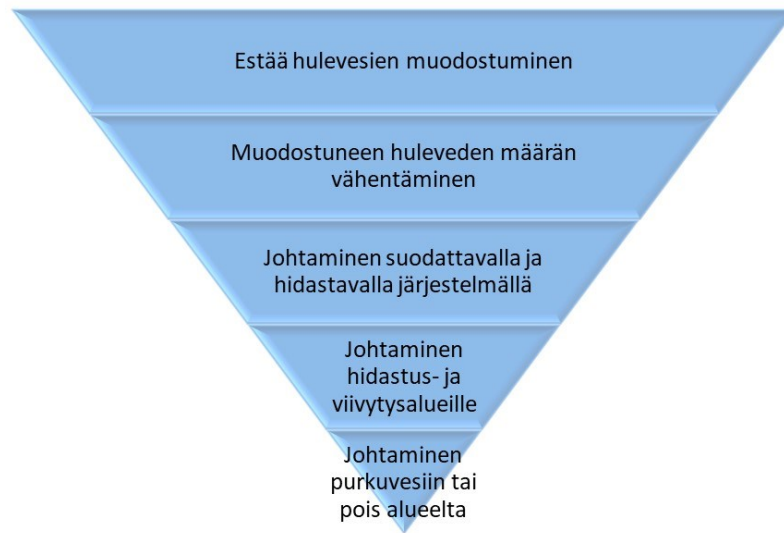 Estää hulevesien muodostuminen
Muodostuneen huleveden määrän
vähentäminen
Johtaminen suodattavalla ja
hidastavalla järjestelmällä
Johtaminen
hidastus- ja
viivytysalueille
Johtaminen
purkuvesiin tai
pois alueelta